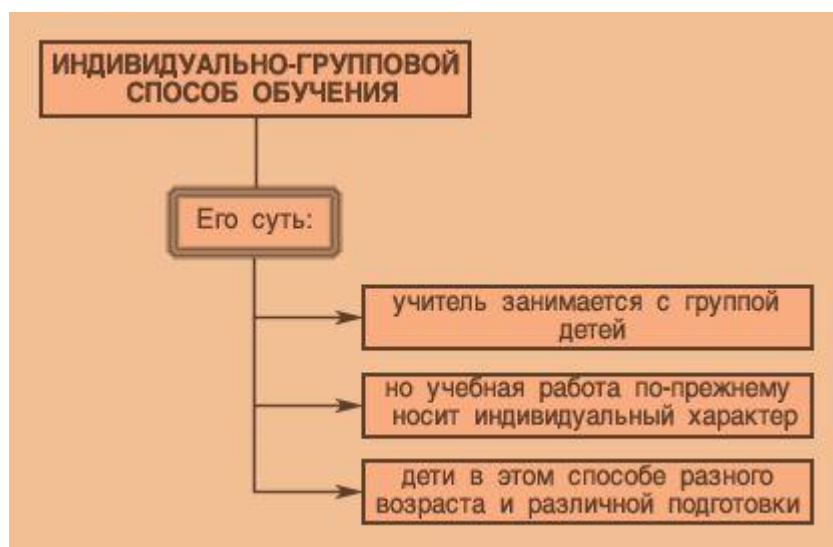 ИНДИВИДУАЛЬНО-ГРУППОВОЙ
СПОСОБ ОБУЧЕНИЯ
Его суть:
учитель занимается с группой
детей
но учебная работа по-прежнему
носит индивидуальный характер
дети в этом способе разного
возраста и различной подготовки